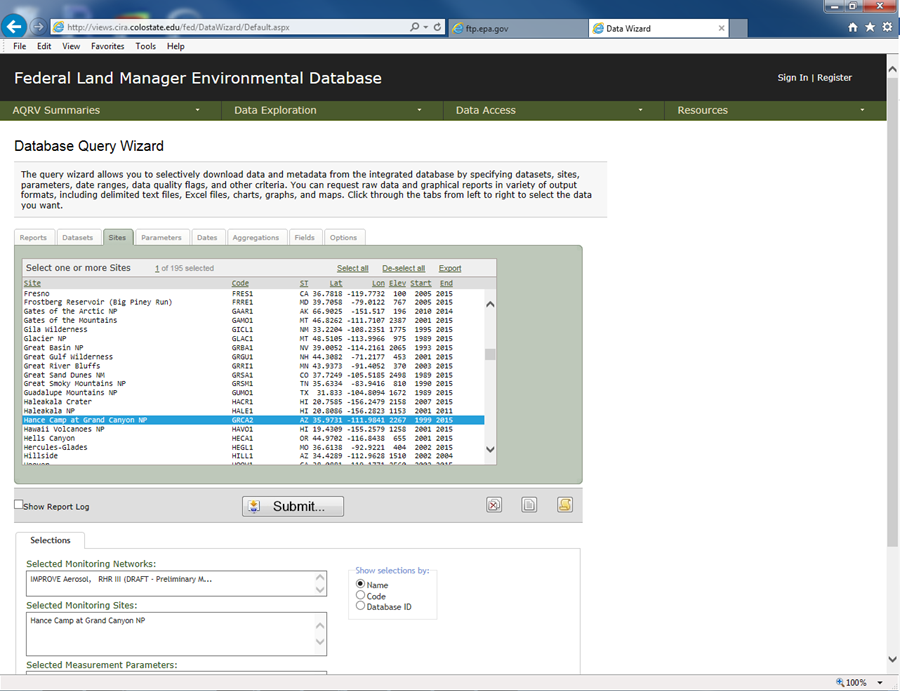 http://views.cira.colostate.edu/fed/DataWizard/Default.aspx
ftp.epa.gov
Data Wizard
File Edit View Favorites Tools Help
Federal Land Manager Environmental Database
Sign In | Register
AQRV Summaries Data Exploration Data Access Resources
Database Query Wizard
The query wizard allows you to selectively download data and metadata from the integrated database by specifying datasets, sites,
parameters, date ranges, data quality flags, and other criteria. You can request raw data and graphical reports in variety of output
formats, including delimited text files, Excel files, charts, graphs, and maps. Click through the tabs from left to right to select the data
you want.
Reports Datasets Sites Parameters Dates Aggregations Fields Options
Select one or more Sites 1 of 195 selected Select all De-select all Export
Site Code ST Lat Lon Elev Start End
Fresno FRES1 CA 36.7818 -119.7732 100 2005 2015
Frostberg Reservoir (Big Piney Run) FRRE1 MD 39.7058 -79.0122 767 2005 2015
Gates of the Arctic NP GAAR1 AK 66.9025 -151.517 196 2010 2014
Gates of the Mountains GAMO1 MT 46.8262 -111.7107 2387 2001 2015
Gila Wilderness GICL1 NM 33.2204 -108.2351 1775 1995 2015
Glacier NP GLAC1 MT 48.5105 -113.9966 975 1989 2015
Great Basin NP GRBA1 NV 39.0052 -114.2161 2065 1993 2015
Great Gulf Wilderness GRGU1 NH 44.3082 -71.2177 453 2001 2015
Great River Bluffs GRRI1 MN 43.9373 -91.4052 370 2003 2015
Great Sand Dunes NM GRSA1 CO 37.7249 -105.5185 2498 1989 2015
Great Smoky Mountains NP GRSM1 TN 35.6334 -83.9416 810 1990 2015
Guadalupe Mountains NP GUMO1 TX 31.833 -104.8094 1672 1989 2015
Haleakala Crater HACR1 HI 20.7585 -156.2479 2158 2007 2015
Haleakala NP HALE1 HI 20.8086 -156.2823 1153 2001 2011
Hance Camp at Grand Canyon NP GRCA2 AZ 35.9731 -111.9841 2267 1999 2015
Hawaii Volcanoes NP HAVO1 HI 19.4309 -155.2579 1258 2001 2015
Hells Canyon HECA1 OR 44.9702 -116.8438 655 2001 2015
Hercules-Glades HEGL1 MO 36.6138 -92.9221 404 2002 2015
Hillside HILL1 AZ 34.4289 -112.9628 1510 2002 2004
Show Report Log
Submit...
Selections
Selected Monitoring Networks:
IMPROVE Aerosol, RHR III (DRAFT - Preliminary M...
Show selections by:
Name
Code
Database ID
Selected Monitoring Sites:
Hance Camp at Grand Canyon NP
Selected Measurement Parameters:
100%